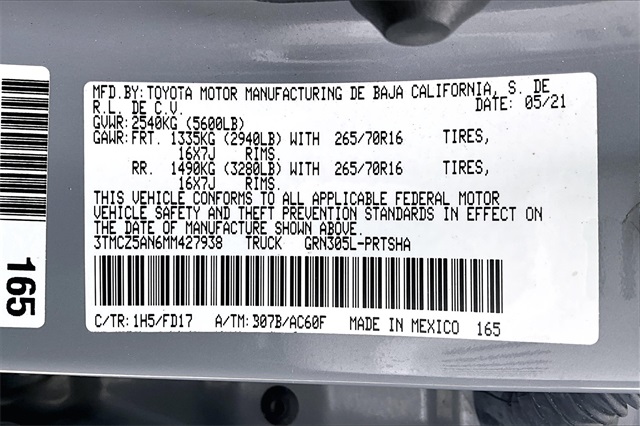 MFD.BY:TOYOTA MOTOR MANUFACTURING DE BAJA CALIFORNIA, S. DE
R.L. DE C.V. DATE: 05/21
GVWR:2540KG (5600LB)
GAWR:FRT. 1335KG (2940LB) WITH 265/70R16 TIRES,
16X7J RIMS.
RR. 1490KG (3280LB) WITH 265/70R16 TIRES,
16X7J RIMS.
THIS VEHICLE CONFORMS TO ALL APPLICABLE FEDERAL MOTOR
VEHICLE SAFETY AND THEFT PREVENTION STANDARDS IN EFFECT ON
THE DATE OF MANUFACTURE SHOWN ABOVE.
3TMCZ5AN6MM427938 TRUCK GRN305L-PRTSHA
C/TR:1H5/FD17 A/TM:B07B/AC60F MADE IN MEXICO 165
165